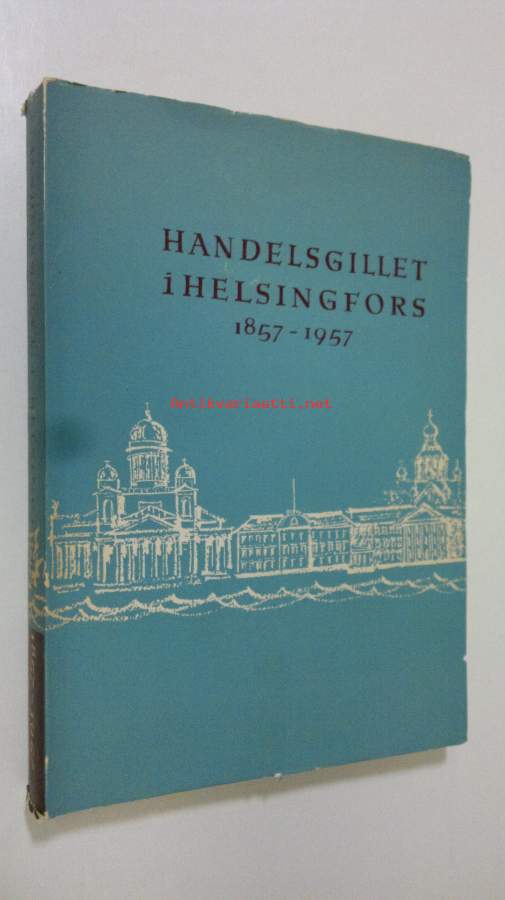 HANDELSGILLET
i HELSINGFORS
1857-1957
antikvariaatti.net